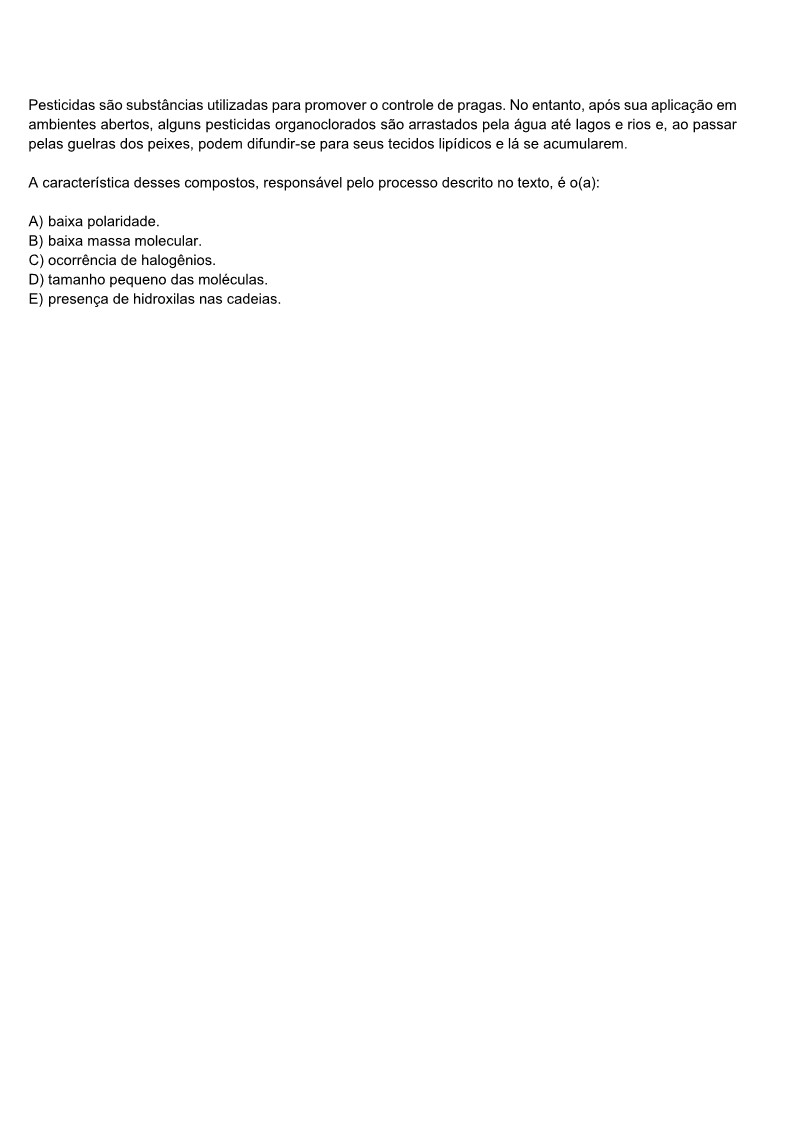 Pesticidas são substâncias utilizadas para promover o controle de pragas. No entanto, após sua aplicação em
ambientes abertos, alguns pesticidas organoclorados são arrastados pela água até lagos e rios e, ao passar
pelas guelras dos peixes, podem difundir-se para seus tecidos lipídicos e lá se acumularem.
A característica desses compostos, responsável pelo processo descrito no texto, é o(a):
A) baixa polaridade.
B) baixa massa molecular.
C) ocorrência de halogênios.
D) tamanho pequeno das moléculas.
E) presença de hidroxilas nas cadeias.